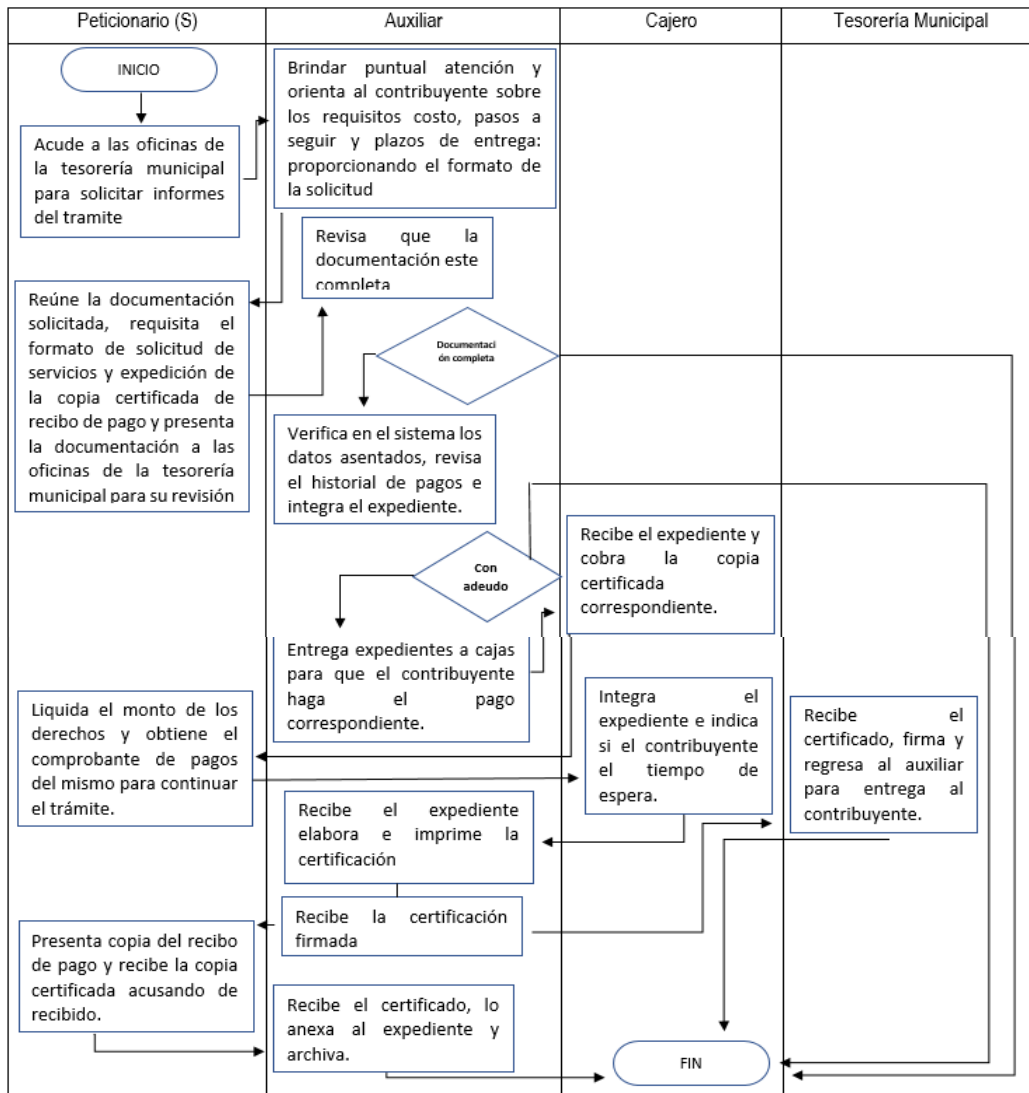 Peticionario (S)
Auxiliar
Cajero
Tesorería Municipal
INICIO
Brindar puntual atención y
orienta al contribuyente sobre
los requisitos costo, pasos a
seguir y plazos de entrega:
proporcionando el formato de
la solicitud
Acude a las oficinas de
la tesorería municipal
para solicitar informes
del tramite
Revisa que la
documentación este
completa
Reúne la documentación
solicitada, requisita el
formato de solicitud de
servicios y expedición de
la copia certificada de
recibo de pago y presenta
la documentación a las
oficinas de la tesorería
municipal para su revisión
Documentaci
ón completa
Verifica en el sistema los
datos asentados, revisa
el historial de pagos e
integra el expediente.
Con
adeudo
Recibe el expediente y
cobra la copia
certificada
correspondiente.
Entrega expedientes a cajas
para que el contribuyente
haga el pago
correspondiente.
Liquida el monto de los
derechos y obtiene el
comprobante de pagos
del mismo para continuar
el trámite.
Integra el
expediente e indica
si el contribuyente
el tiempo de
espera.
Recibe el
certificado, firma y
regresa al auxiliar
para entrega al
contribuyente.
Recibe el expediente
elabora e imprime la
certificación
Recibe la certificación
firmada
Presenta copia del recibo
de pago y recibe la copia
certificada acusando de
recibido.
Recibe el certificado, lo
anexa al expediente y
archiva.
FIN